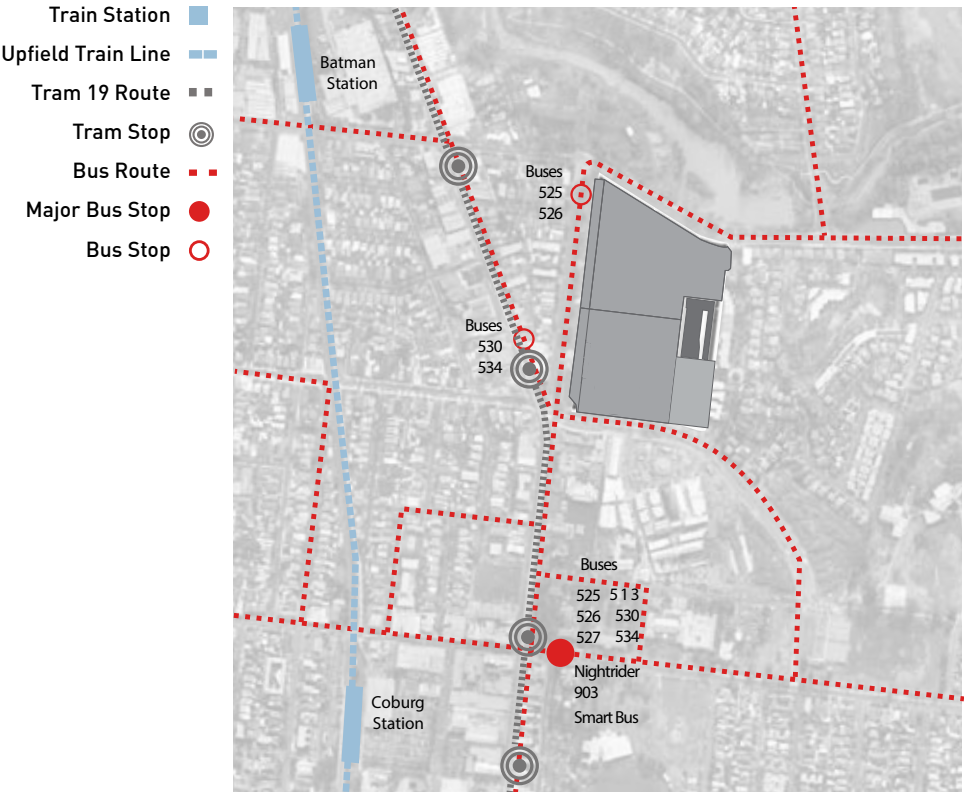 Train Station
Upfield Train Line
Tram 19 Route
Tram Stop
Bus Route
Major Bus Stop
Bus Stop
Batman
Station
Buses
525
526
Buses
530
534
Buses
525 513
526 530
527 534
Nightrider
903
Smart Bus
Coburg
Station